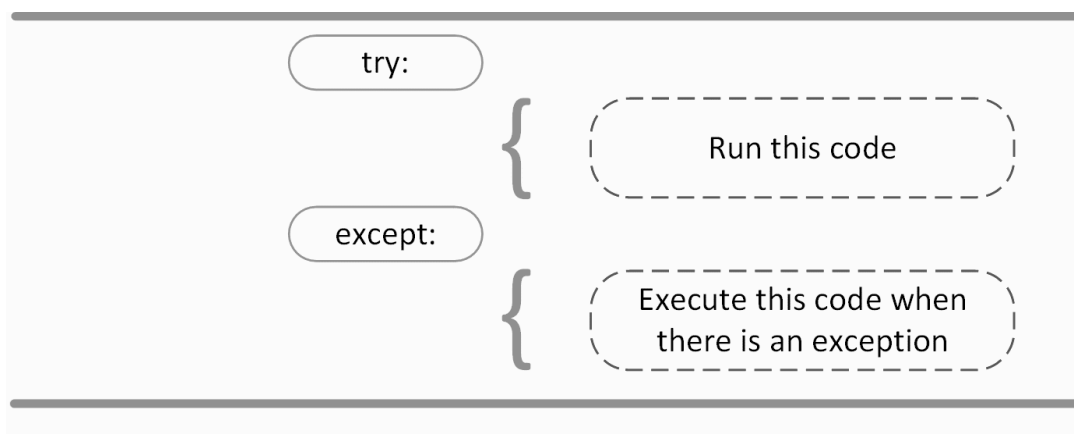 try:
Run this code
except:
Execute this code when
there is an exception